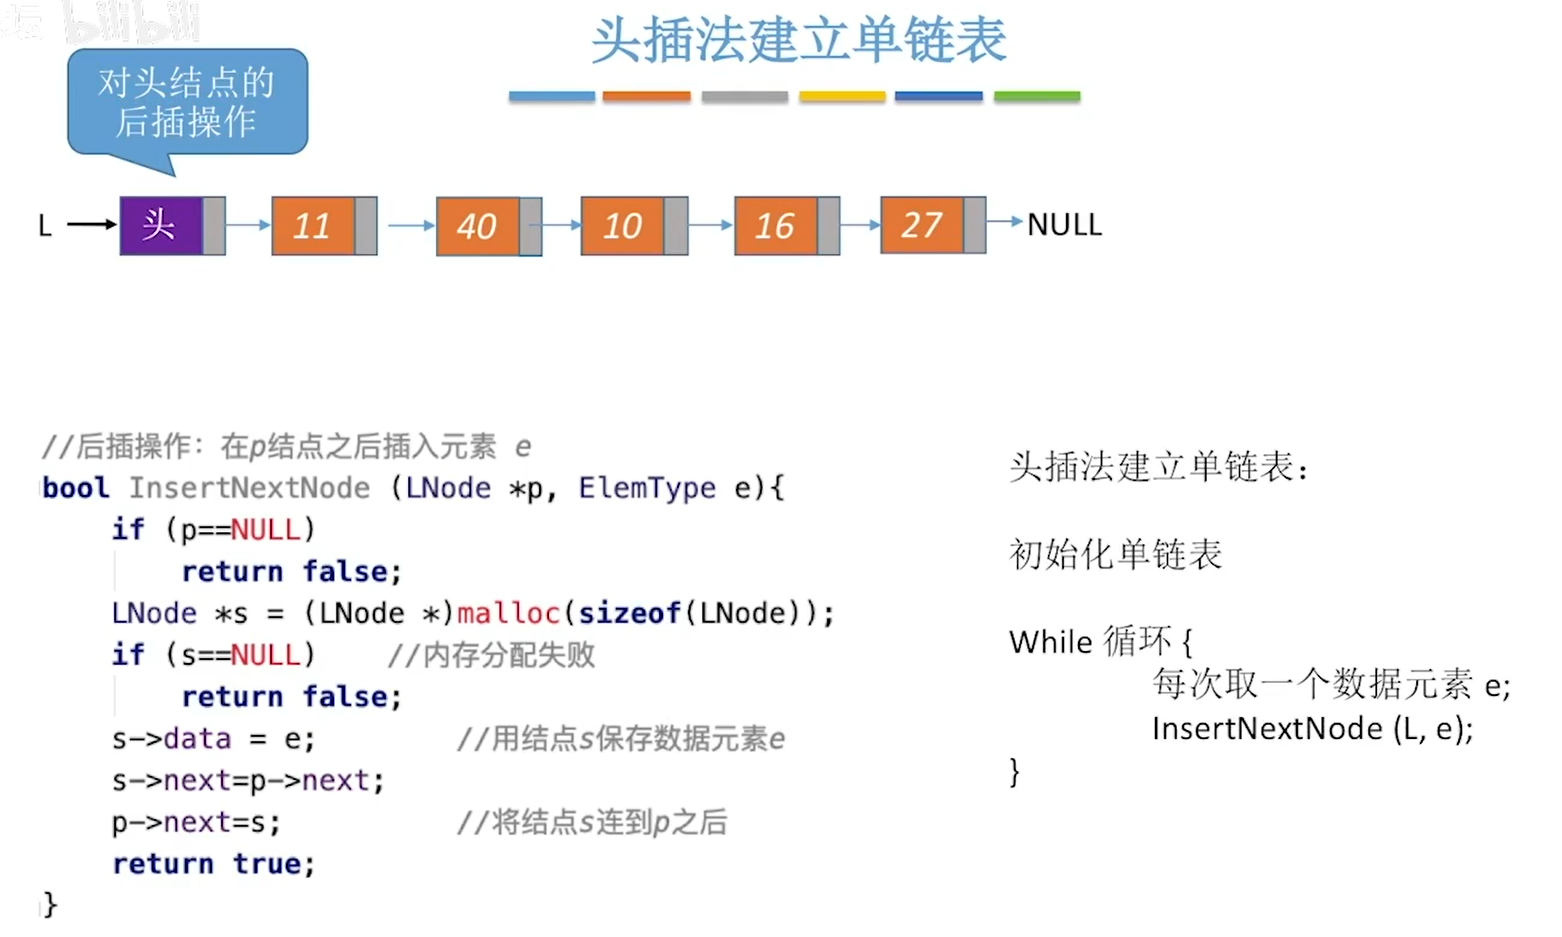 坛 bilibili
头插法建立单链表
对头结点的
后插操作
L 头 11 40 10 16 27 NULL
//后插操作：在p结点之后插入元素 e
bool InsertNextNode (LNode *p, ElemType e){
if (p==NULL)
return false;
LNode *s = (LNode *)malloc(sizeof(LNode));
if (s==NULL) //内存分配失败
return false;
s->data = e; //用结点s保存数据元素e
s->next=p->next;
p->next=s; //将结点s连到p之后
return true;
}
头插法建立单链表：
初始化单链表
While 循环 {
每次取一个数据元素 e;
InsertNextNode (L, e);
}